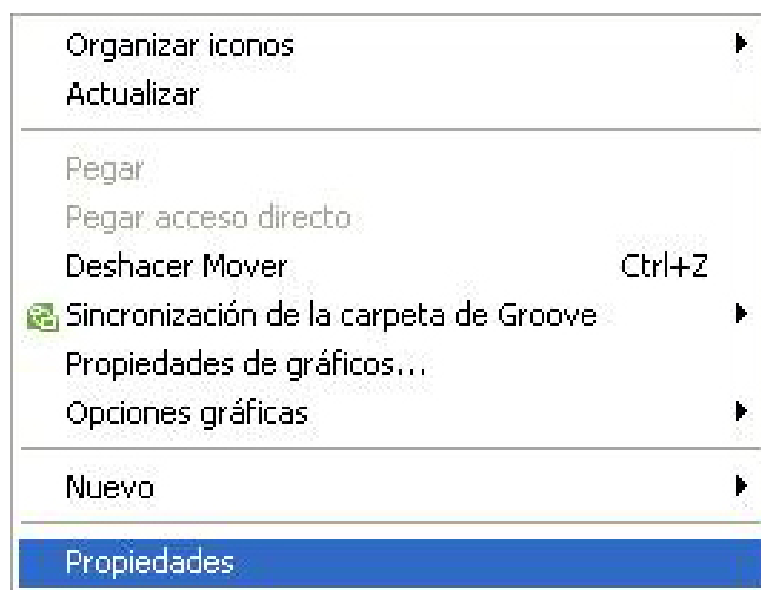 Organizar iconos
Actualizar
Pegar
Pegar acceso directo
Deshacer Mover Ctrl+Z
Sincronización de la carpeta de Groove
Propiedades de gráficos...
Opciones gráficas
Nuevo
Propiedades